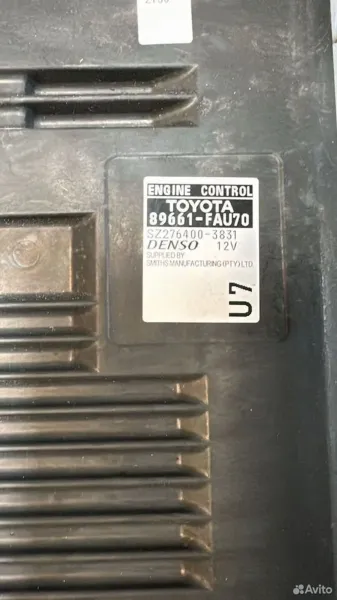 ENGINE CONTROL
TOYOTA
89661-FAU70
SZ276400-3831
DENSO 12V
SUPPLIED BY
SMITHS MANUFACTURING (PTY) LTD
U7
Avito